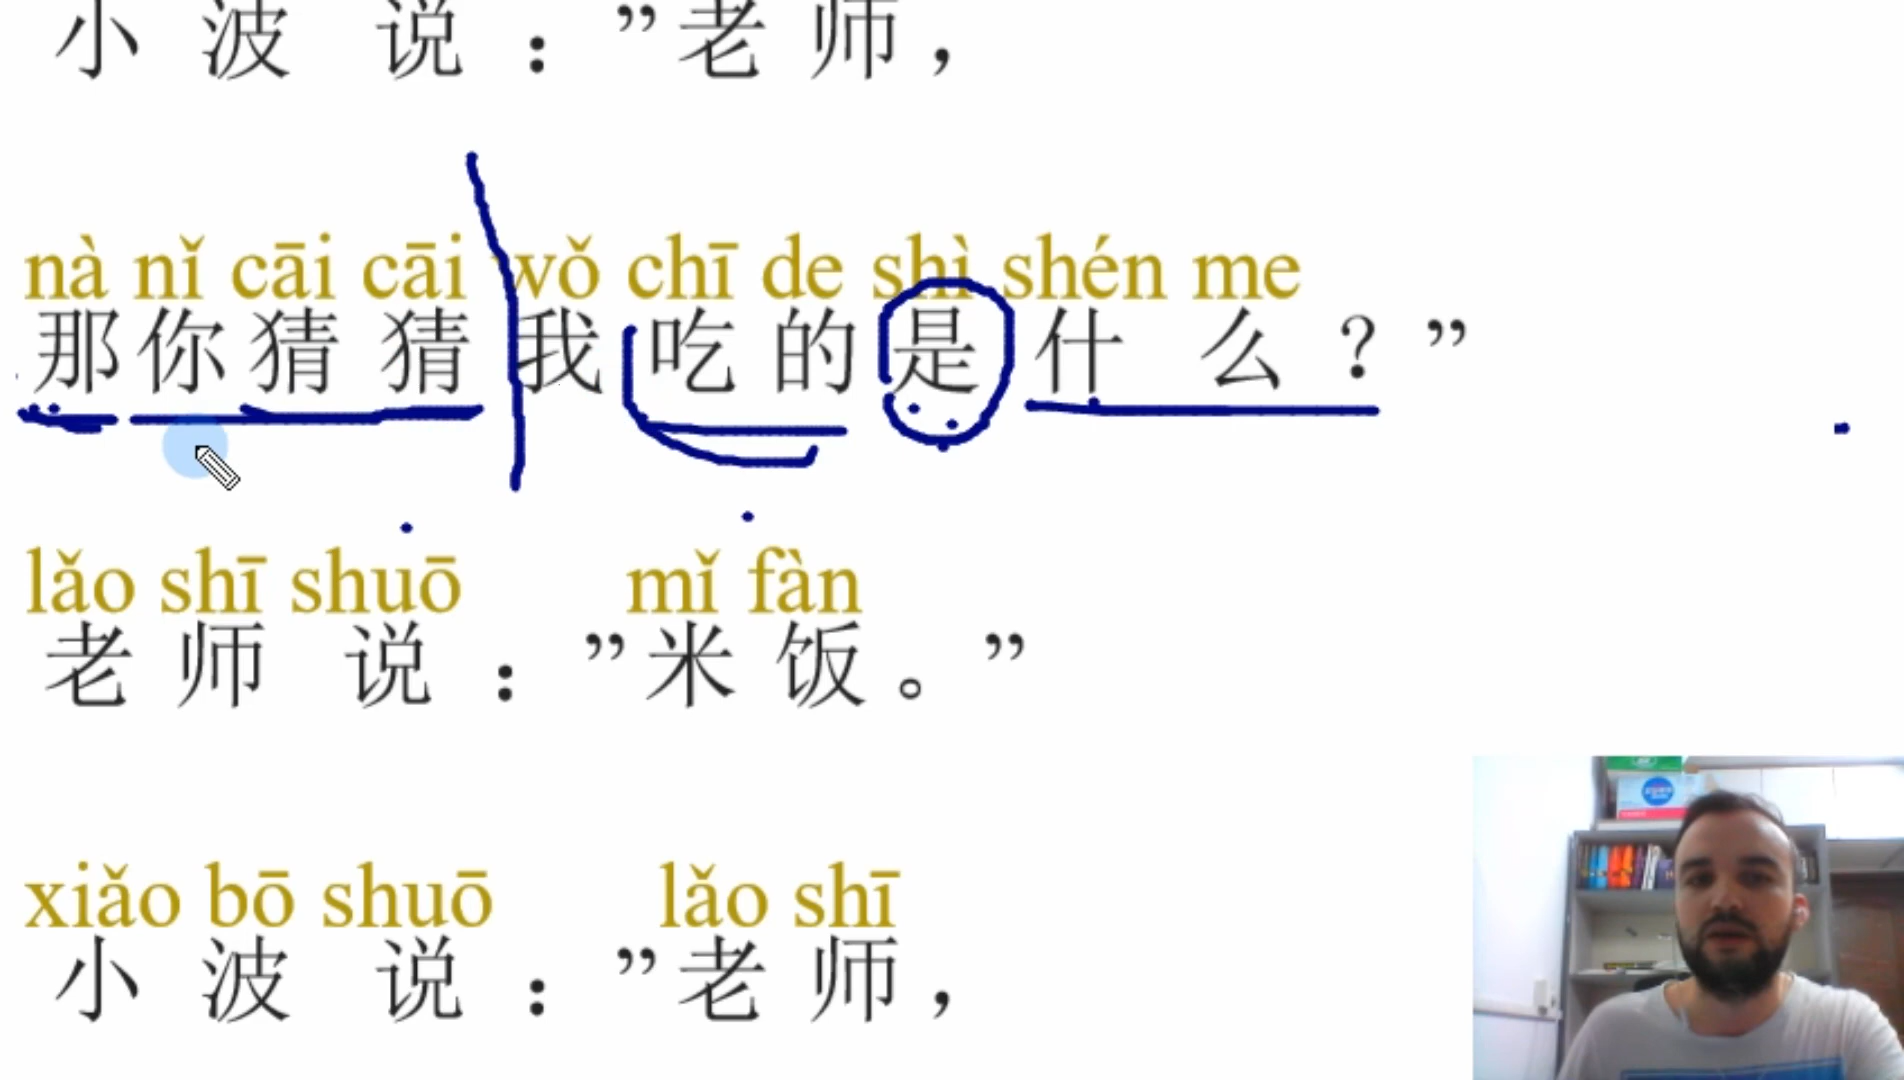 小波说：”老师，
nà nǐ cāi cāi wǒ chī de shì shén me
那你猜猜我吃的是什么？”
lǎo shī shuō mǐ fàn
老师说：”米饭。”
xiǎo bō shuō lǎo shī
小波说：”老师，